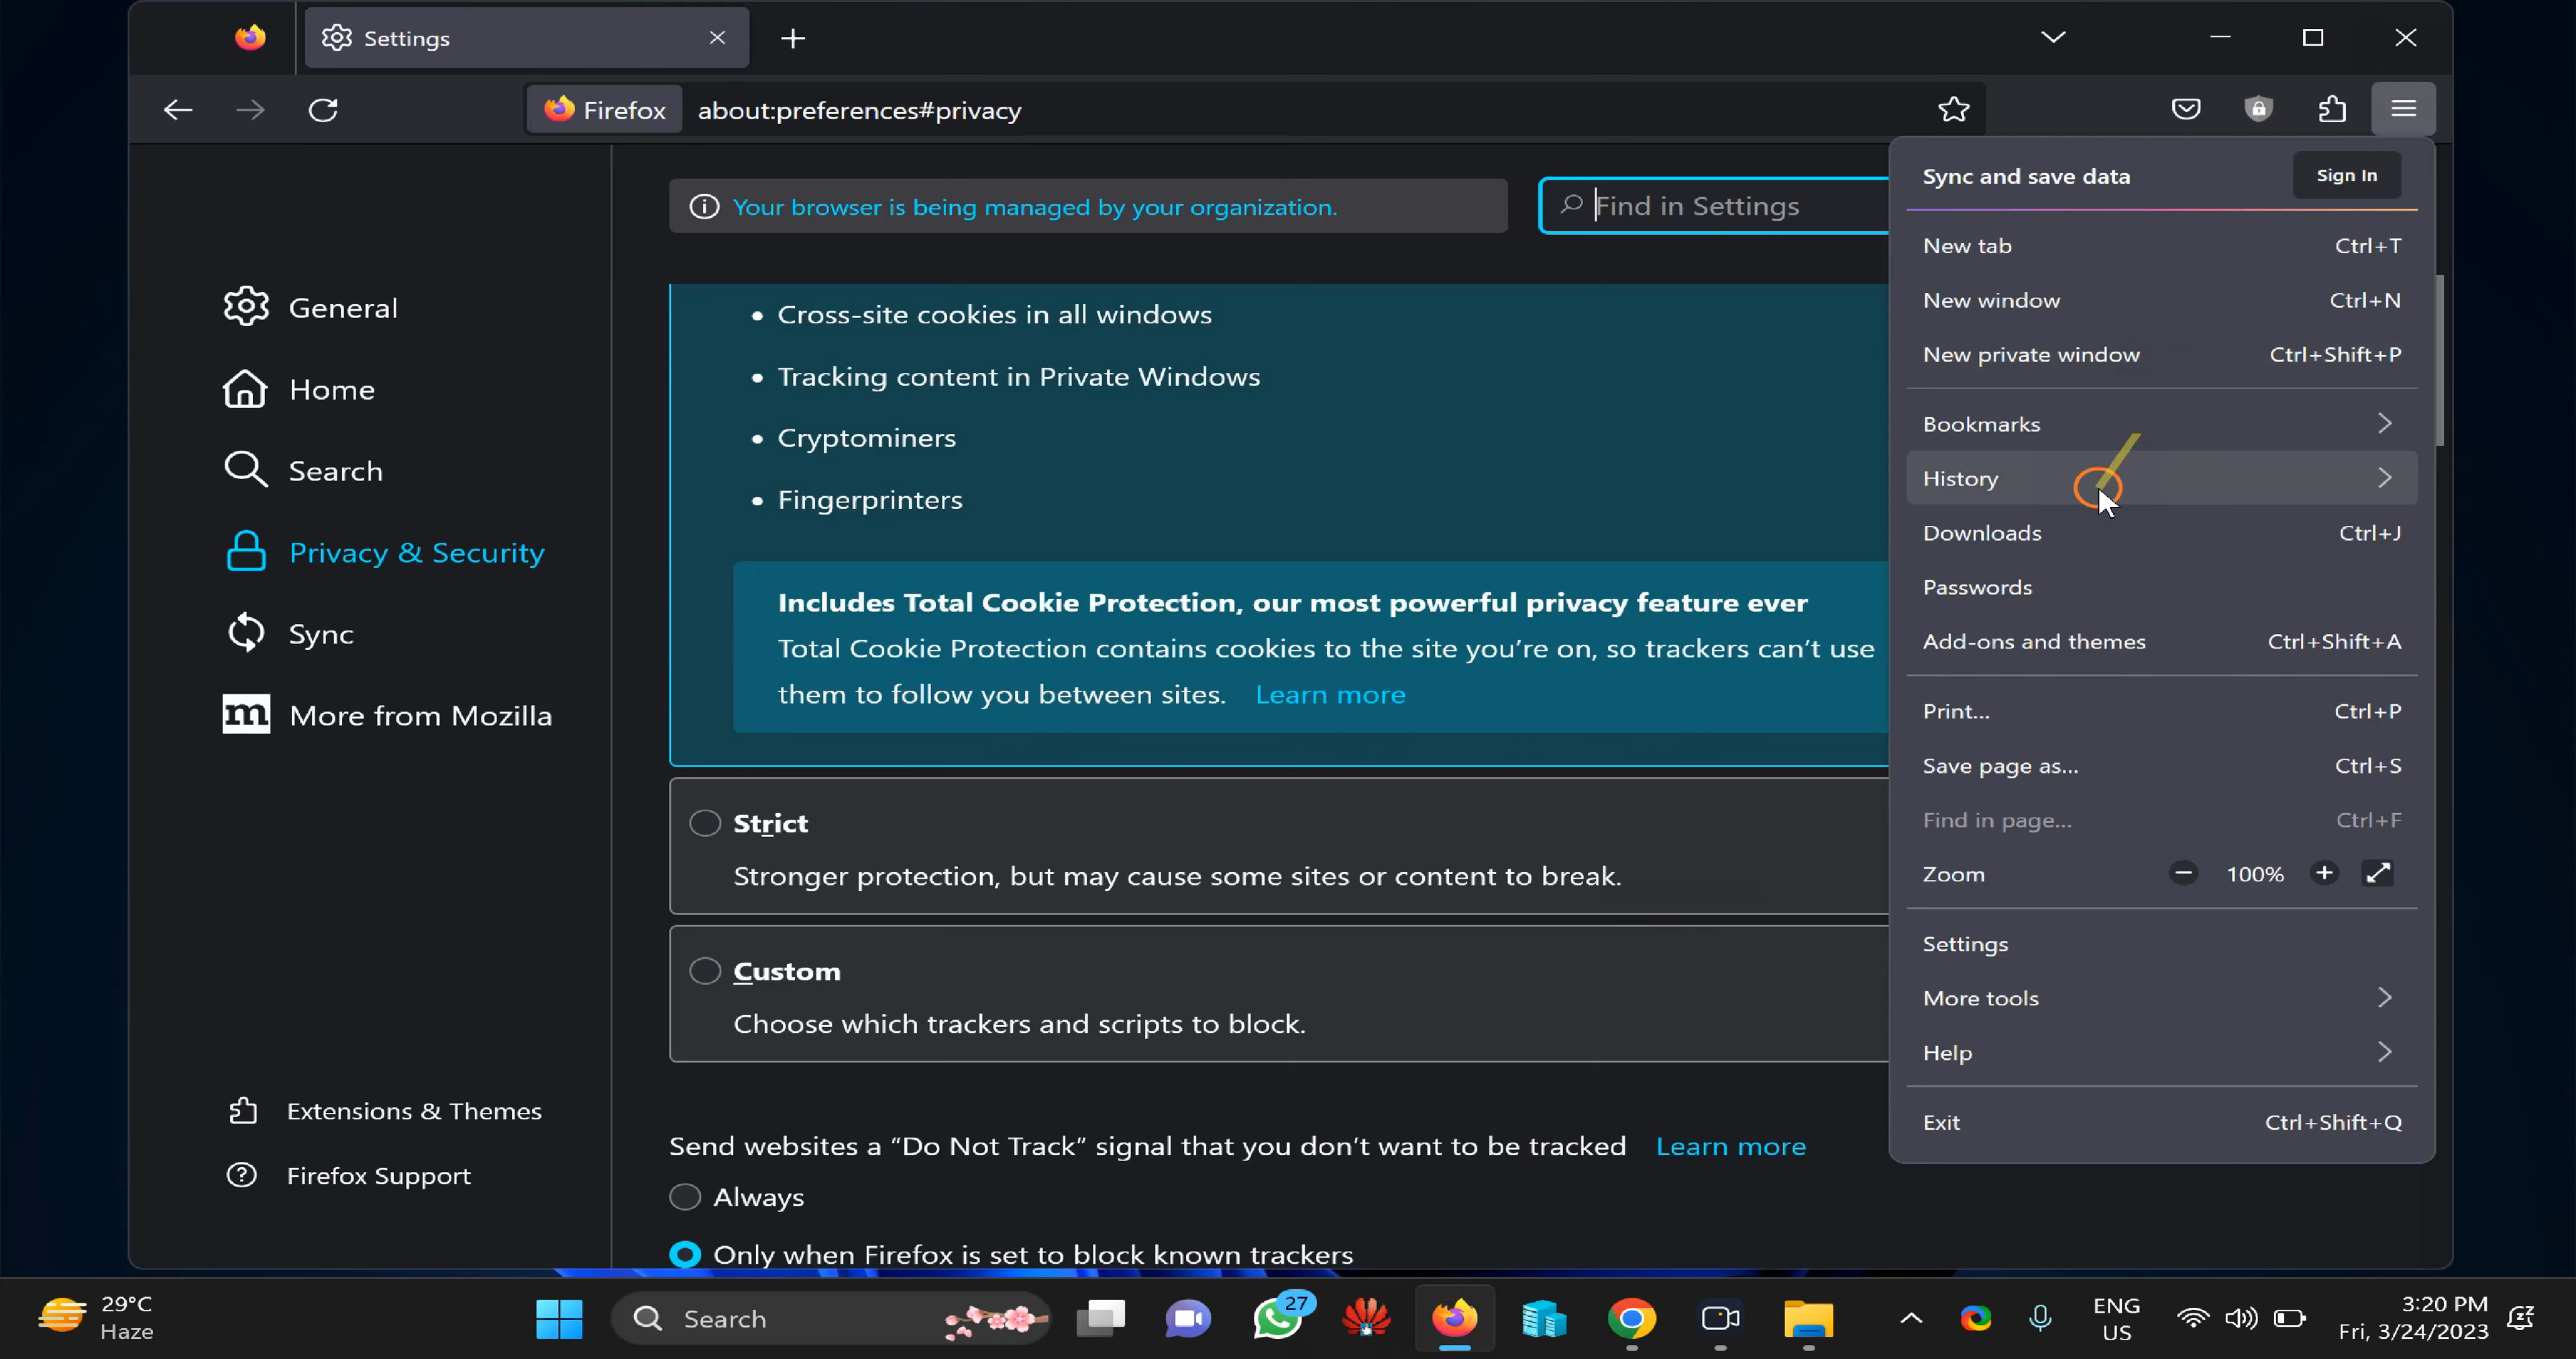 Settings
Firefox about:preferences#privacy
Your browser is being managed by your organization.
Find in Settings
General
Home
Search
Privacy & Security
Sync
m More from Mozilla
Extensions & Themes
Firefox Support
• Cross-site cookies in all windows
• Tracking content in Private Windows
• Cryptominers
• Fingerprinters
Includes Total Cookie Protection, our most powerful privacy feature ever
Total Cookie Protection contains cookies to the site you’re on, so trackers can’t use
them to follow you between sites. Learn more
Strict
Stronger protection, but may cause some sites or content to break.
Custom
Choose which trackers and scripts to block.
Send websites a “Do Not Track” signal that you don’t want to be tracked Learn more
Always
Only when Firefox is set to block known trackers
Sync and save data Sign In
New tab Ctrl+T
New window Ctrl+N
New private window Ctrl+Shift+P
Bookmarks
History
Downloads Ctrl+J
Passwords
Add-ons and themes Ctrl+Shift+A
Print... Ctrl+P
Save page as... Ctrl+S
Find in page... Ctrl+F
Zoom 100%
Settings
More tools
Help
Exit Ctrl+Shift+Q
29°C
Haze
Search
27
ENG
US
3:20 PM
Fri, 3/24/2023